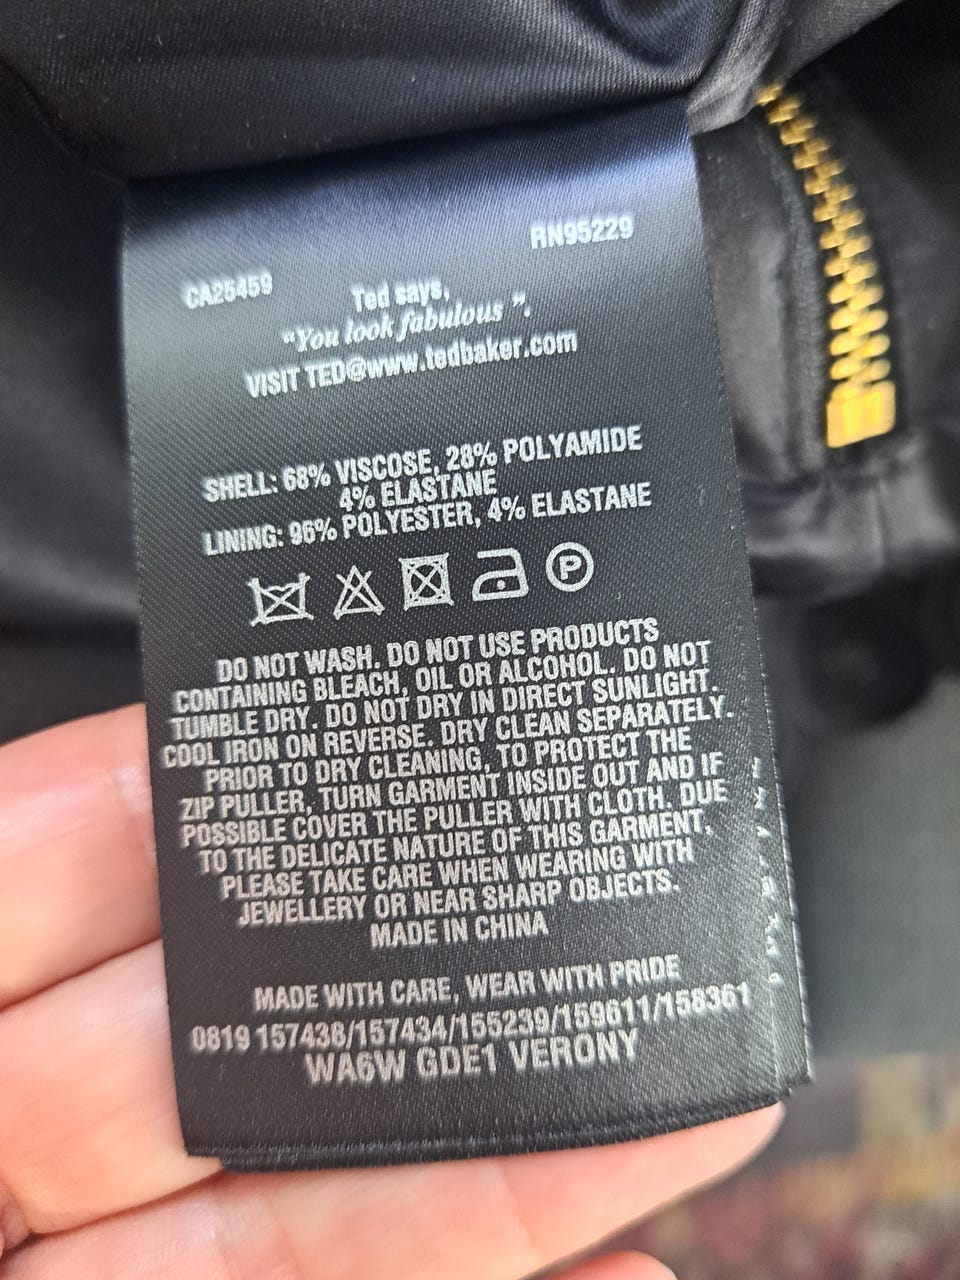 RN95229
CA25459
Ted says,
“You look fabulous ”.
VISIT TED@www.tedbaker.com
SHELL: 68% VISCOSE, 28% POLYAMIDE
4% ELASTANE
LINING: 96% POLYESTER, 4% ELASTANE
P
DO NOT WASH. DO NOT USE PRODUCTS
CONTAINING BLEACH, OIL OR ALCOHOL. DO NOT
TUMBLE DRY. DO NOT DRY IN DIRECT SUNLIGHT.
COOL IRON ON REVERSE. DRY CLEAN SEPARATELY.
PRIOR TO DRY CLEANING, TO PROTECT THE
ZIP PULLER, TURN GARMENT INSIDE OUT AND IF
POSSIBLE COVER THE PULLER WITH CLOTH. DUE
TO THE DELICATE NATURE OF THIS GARMENT,
PLEASE TAKE CARE WHEN WEARING WITH
JEWELLERY OR NEAR SHARP OBJECTS.
MADE IN CHINA
MADE WITH CARE, WEAR WITH PRIDE
0819 157438/157434/155239/159611/158361
WA6W GDE1 VERONY